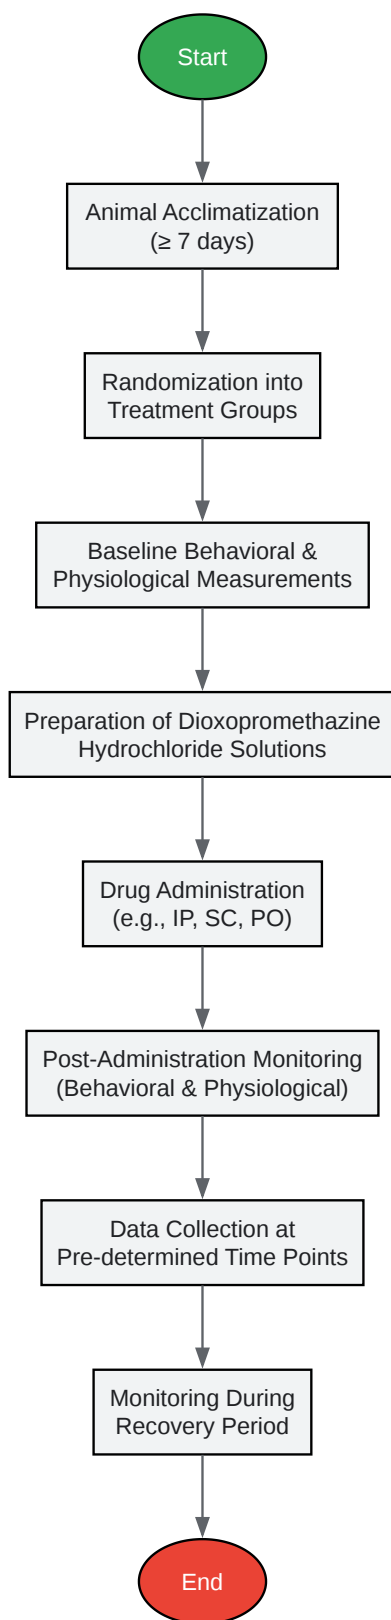 Start
Animal Acclimatization
(≥ 7 days)
Randomization into
Treatment Groups
Baseline Behavioral &
Physiological Measurements
Preparation of Dioxopromethazine
Hydrochloride Solutions
Drug Administration
(e.g., IP, SC, PO)
Post-Administration Monitoring
(Behavioral & Physiological)
Data Collection at
Pre-determined Time Points
Monitoring During
Recovery Period
End